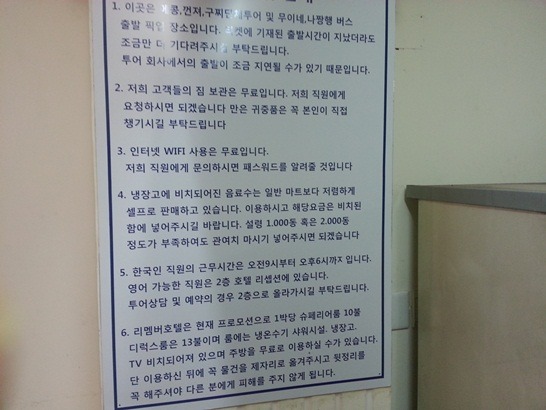 1. 이곳은 메콩,껀져,구찌단체투어 및 무이네,나짱행 버스
출발 픽업 장소입니다. 티켓에 기재된 출발시간이 지났더라도
조금만 더 기다려주시길 부탁드립니다.
투어 회사에서의 출발이 조금 지연될 수가 있기 때문입니다.
2. 저희 고객들의 짐 보관은 무료입니다. 저희 직원에게
요청하시면 되겠습니다 만은 귀중품은 꼭 본인이 직접
챙기시길 부탁드립니다
3. 인터넷 WIFI 사용은 무료입니다.
저희 직원에게 문의하시면 패스워드를 알려줄 것입니다
4. 냉장고에 비치되어진 음료수는 일반 마트보다 저렴하게
셀프로 판매하고 있습니다. 이용하시고 해당요금은 비치된
함에 넣어주시길 바랍니다. 설령 1.000동 혹은 2.000동
정도가 부족하여도 관여치 마시기 넣어주시면 되겠습니다
5. 한국인 직원의 근무시간은 오전9시부터 오후6시까지 입니다.
영어 가능한 직원은 2층 호텔 리셉션에 있습니다.
투어상담 및 예약의 경우 2층으로 올라가시길 부탁드립니다.
6. 리멤버호텔은 현재 프로모션으로 1박당 슈페리어룸 10불
디럭스룸은 13불이며 룸에는 냉온수기 샤워시설. 냉장고.
TV 비치되어져 있으며 주방을 무료로 이용하실 수가 있습니다.
단 이용하신 뒤에 꼭 물건을 제자리로 옮겨주시고 뒷정리를
꼭 해주셔야 다른 분에게 피해를 주지 않게 됩니다.